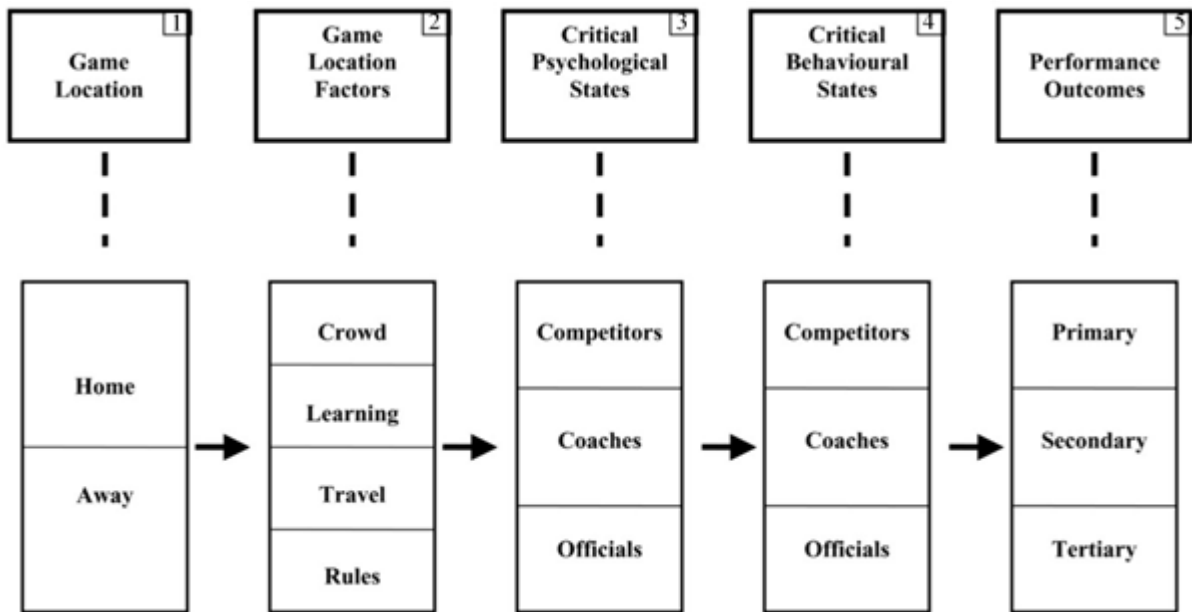 1
Game
Location
2
Game
Location
Factors
3
Critical
Psychological
States
4
Critical
Behavioural
States
5
Performance
Outcomes
Home
Away
Crowd
Learning
Travel
Rules
Competitors
Coaches
Officials
Competitors
Coaches
Officials
Primary
Secondary
Tertiary